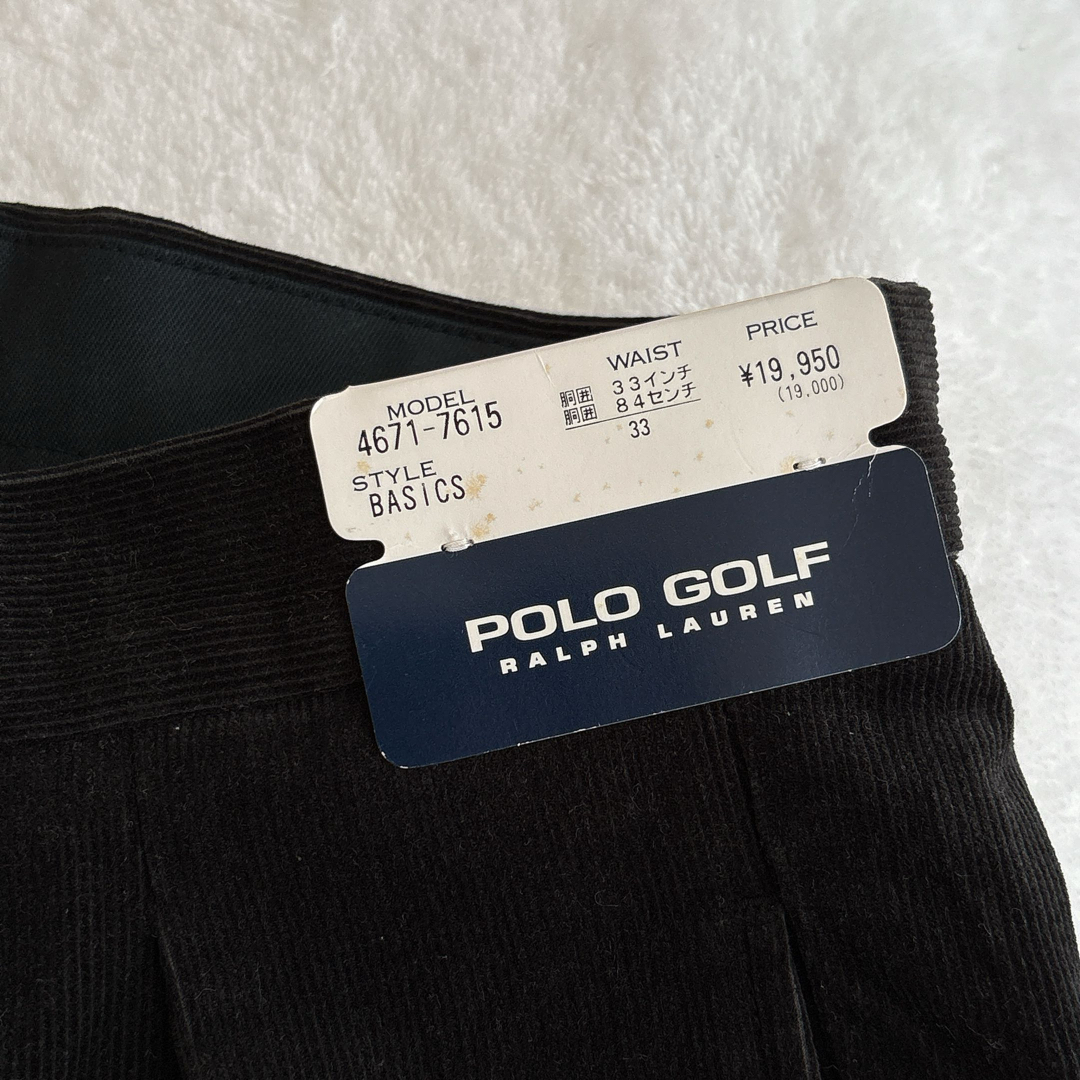 MODEL
4671-7615
STYLE
BASICS
WAIST
胴囲 33インチ
胴囲 84センチ
33
PRICE
¥19,950
(19,000)
POLO GOLF
RALPH LAUREN